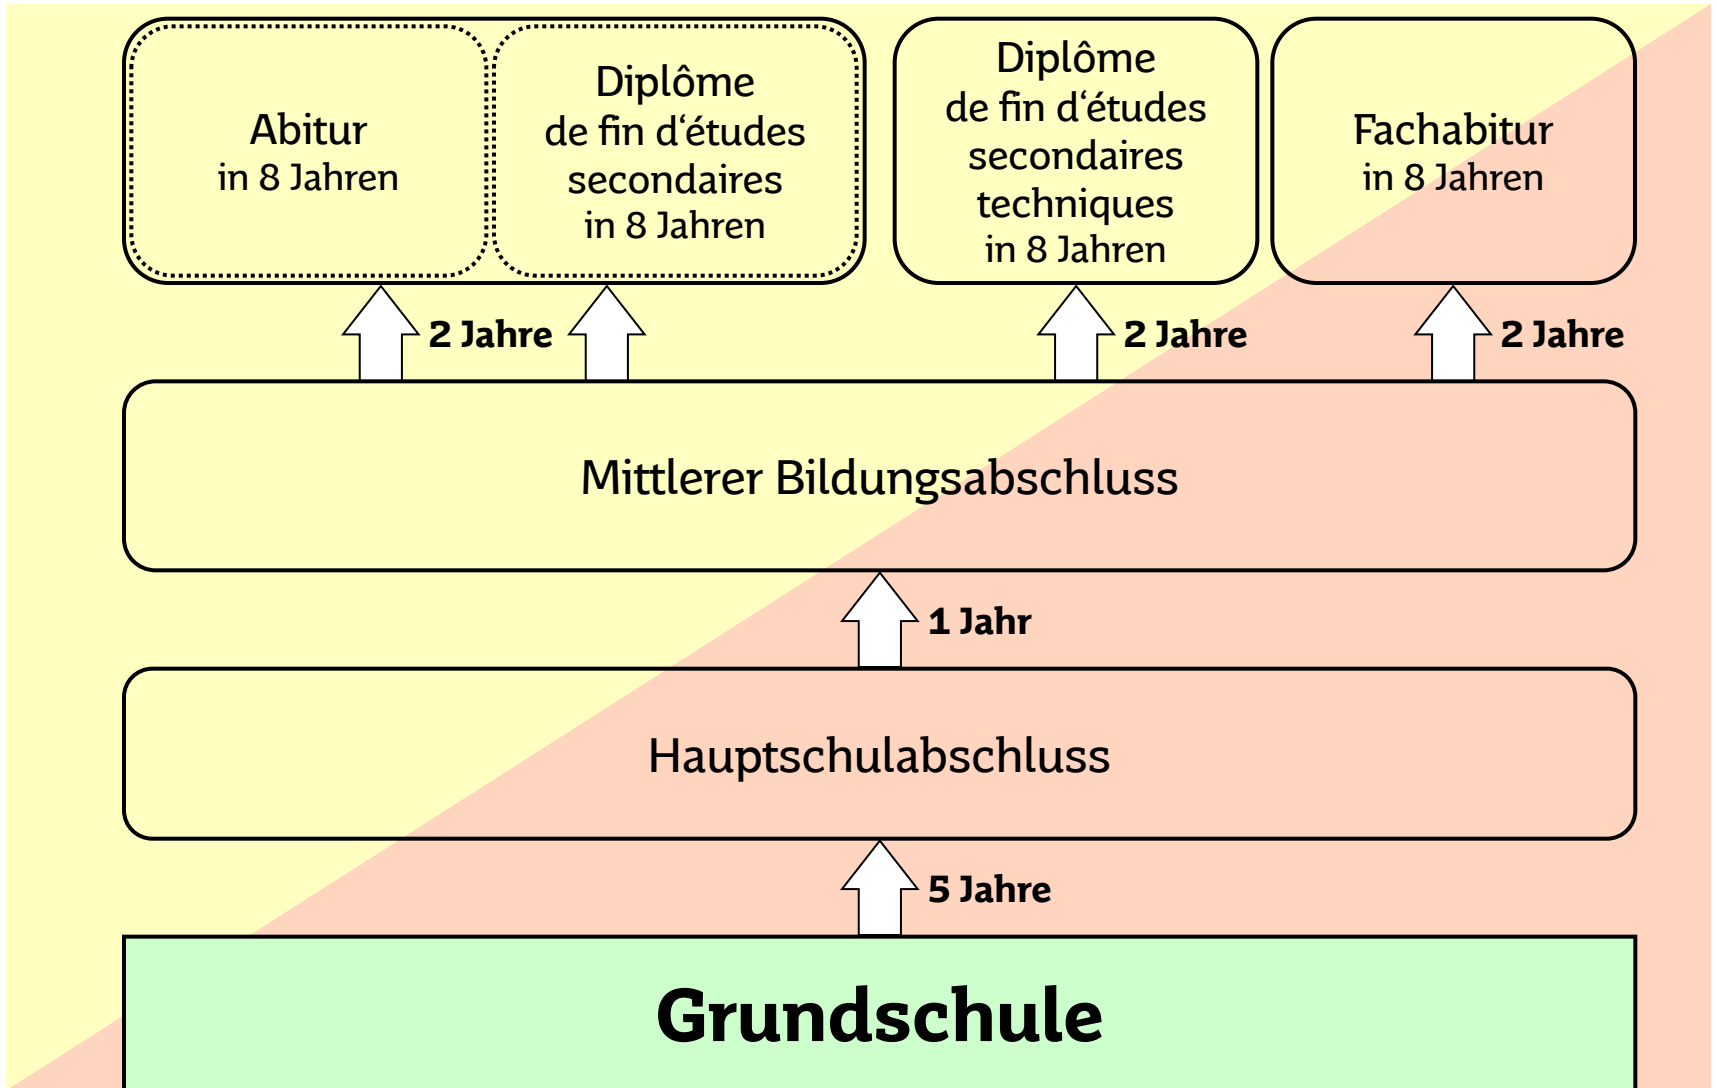 Abitur
in 8 Jahren
Diplôme
de fin d‘études
secondaires
in 8 Jahren
Diplôme
de fin d‘études
secondaires
techniques
in 8 Jahren
Fachabitur
in 8 Jahren
2 Jahre
2 Jahre
2 Jahre
Mittlerer Bildungsabschluss
1 Jahr
Hauptschulabschluss
5 Jahre
Grundschule